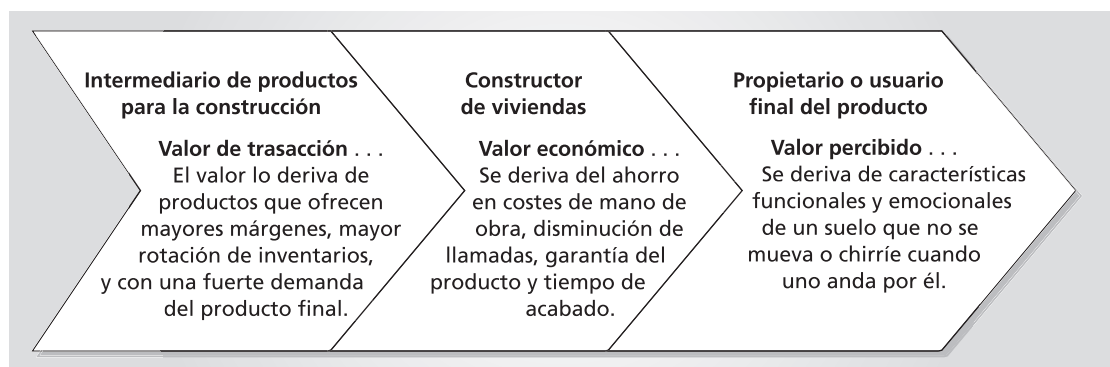 Intermediario de productos
para la construcción
Valor de trasacción . . .
El valor lo deriva de
productos que ofrecen
mayores márgenes, mayor
rotación de inventarios,
y con una fuerte demanda
del producto final.
Constructor
de viviendas
Valor económico . . .
Se deriva del ahorro
en costes de mano de
obra, disminución de
llamadas, garantía del
producto y tiempo de
acabado.
Propietario o usuario
final del producto
Valor percibido . . .
Se deriva de características
funcionales y emocionales
de un suelo que no se
mueva o chirríe cuando
uno anda por él.